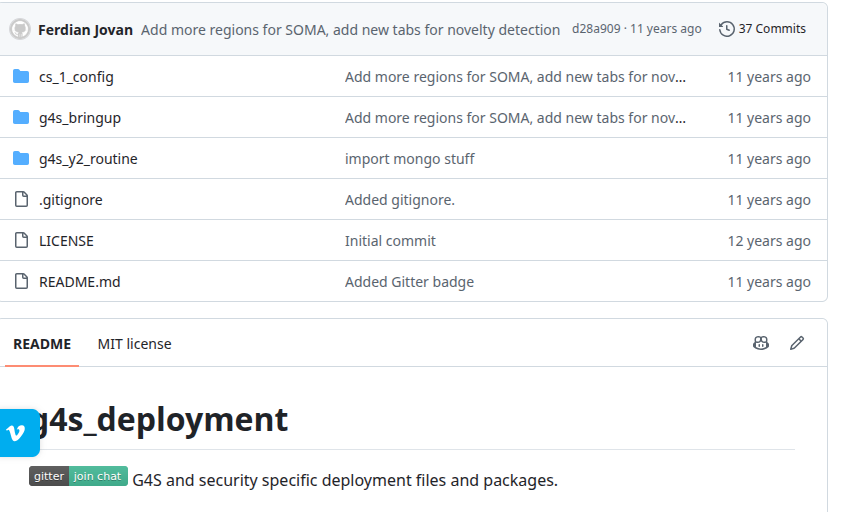 Ferdian Jovan Add more regions for SOMA, add new tabs for novelty detection d28a909 · 11 years ago 37 Commits
cs_1_config Add more regions for SOMA, add new tabs for nov... 11 years ago
g4s_bringup Add more regions for SOMA, add new tabs for nov... 11 years ago
g4s_y2_routine import mongo stuff 11 years ago
.gitignore Added gitignore. 11 years ago
LICENSE Initial commit 12 years ago
README.md Added Gitter badge 11 years ago
README MIT license
g4s_deployment
gitter join chat G4S and security specific deployment files and packages.